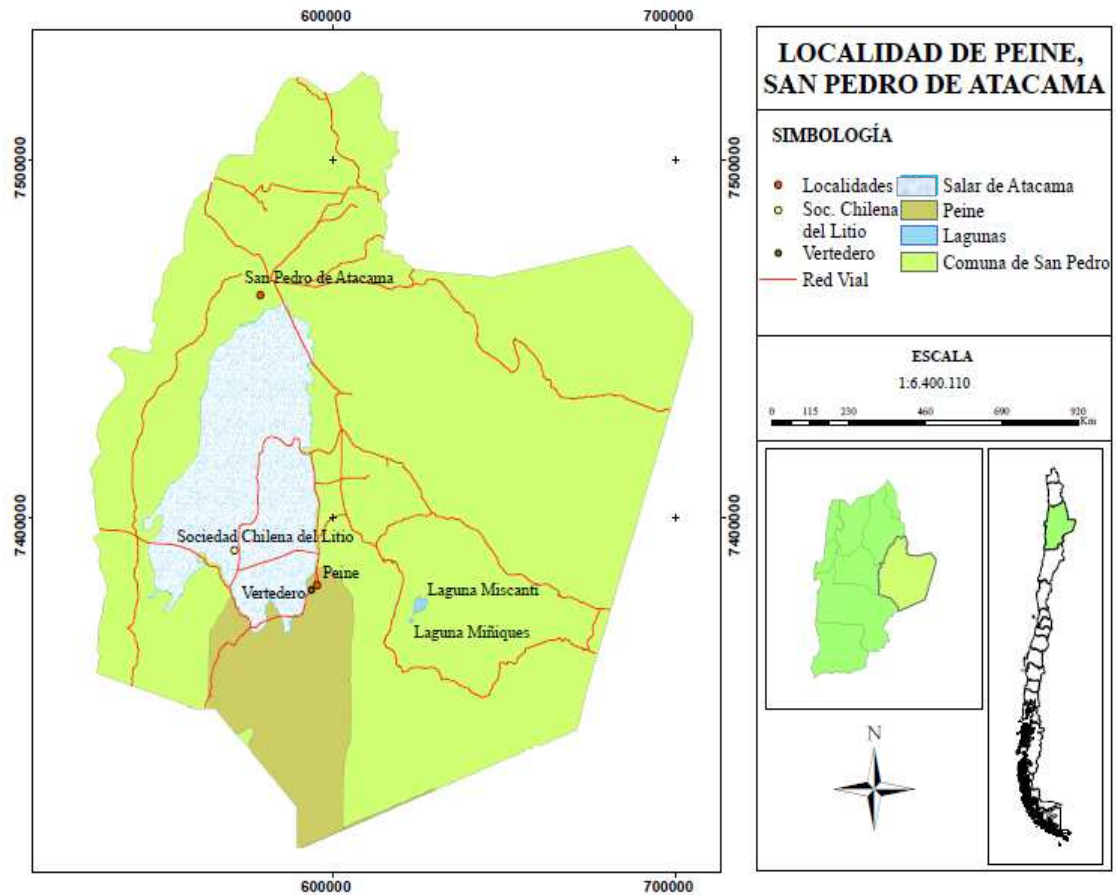 600000
700000
7500000
7500000
San Pedro de Atacama
7400000
7400000
Sociedad Chilena del Litio
Peine
Vertedero
Laguna Miscanti
Laguna Miñiques
600000
700000
LOCALIDAD DE PEINE,
SAN PEDRO DE ATACAMA
SIMBOLOGÍA
Localidades
Soc. Chilena
del Litio
Vertedero
Red Vial
Salar de Atacama
Peine
Lagunas
Comuna de San Pedro
ESCALA
1:6.400.110
0 115 230 460 690 920
Km
N